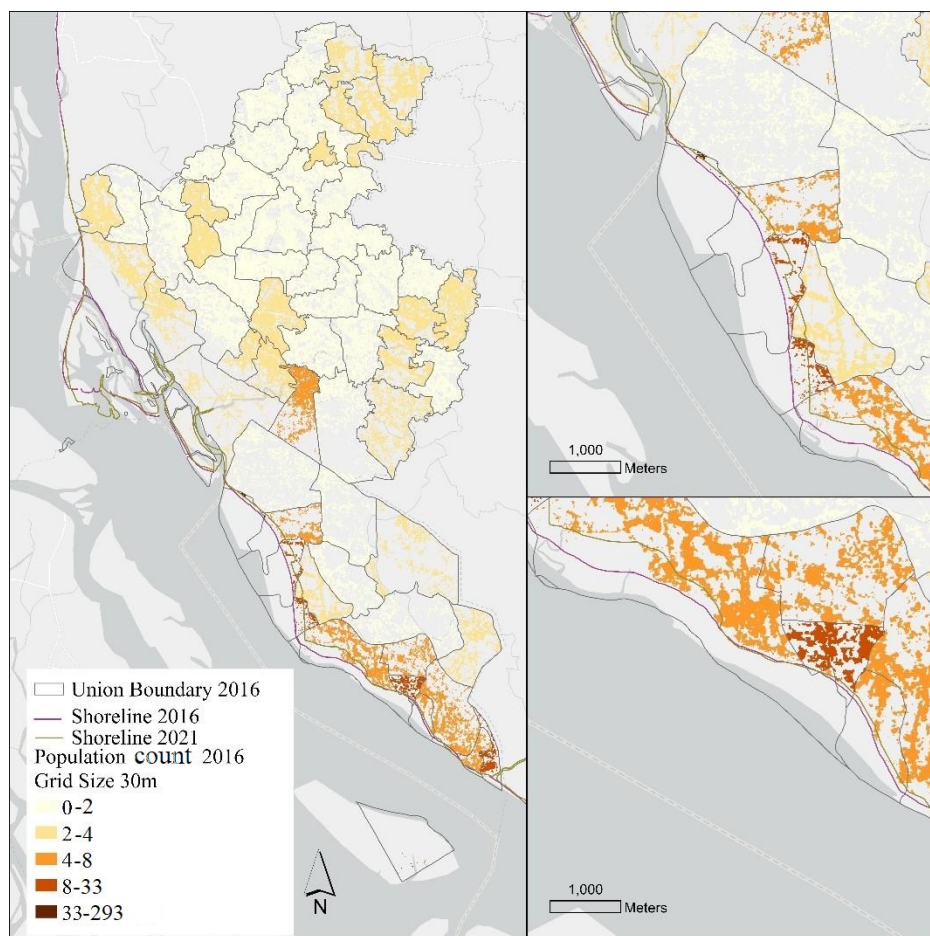 1,000
Meters
Union Boundary 2016
Shoreline 2016
Shoreline 2021
Population count 2016
Grid Size 30m
0-2
2-4
4-8
8-33
33-293
N
1,000
Meters